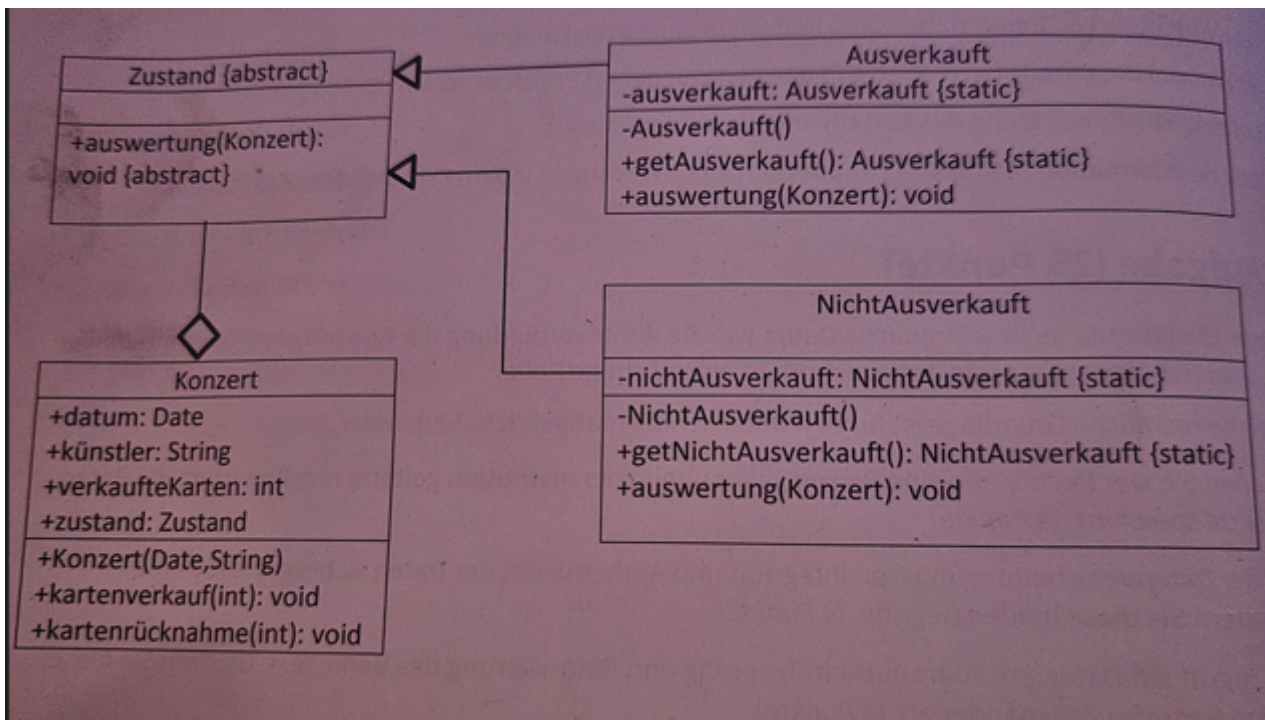 Zustand {abstract}
+auswertung(Konzert):
void {abstract}
Ausverkauft
-ausverkauft: Ausverkauft {static}
-Ausverkauft()
+getAusverkauft(): Ausverkauft {static}
+auswertung(Konzert): void
NichtAusverkauft
-nichtAusverkauft: NichtAusverkauft {static}
-NichtAusverkauft()
+getNichtAusverkauft(): NichtAusverkauft {static}
+auswertung(Konzert): void
Konzert
+datum: Date
+künstler: String
+verkaufteKarten: int
+zustand: Zustand
+Konzert(Date,String)
+kartenverkauf(int): void
+kartenrücknahme(int): void